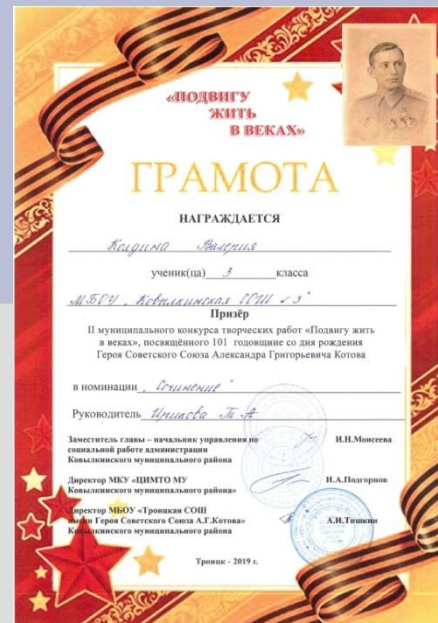 «ПОДВИГУ
ЖИТЬ
В ВЕКАХ»
ГРАМОТА
НАГРАЖДАЕТСЯ
Колдина Валерия
ученик(ца) 3 класса
МБОУ „Ковылкинская СОШ №3"
Призёр
II муниципального конкурса творческих работ «Подвигу жить
в веках», посвящённого 101 годовщине со дня рождения
Героя Советского Союза Александра Григорьевича Котова
в номинации „Сочинение"
Руководитель Т А
Заместитель главы – начальник управления по
социальной работе администрации
Ковылкинского муниципального района
И.Н.Моисеева
Директор МКУ «ЦИМТО МУ
Ковылкинского муниципального района»
И.А.Подгорнов
Директор МБОУ «Троицкая СОШ
имени Героя Советского Союза А.Г.Котова»
Ковылкинского муниципального района
А.И.Тишкин
Троицк - 2019 г.